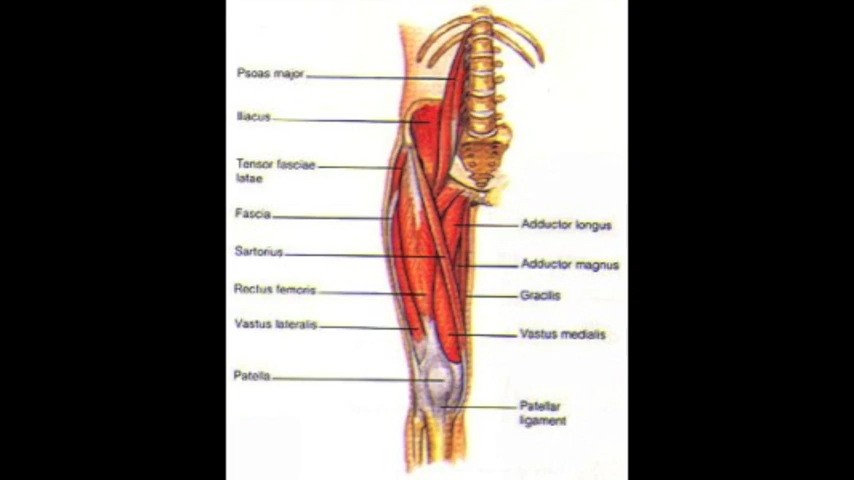 Psoas major
Iliacus
Tensor fasciae
latae
Fascia
Sartorius
Rectus femoris
Vastus lateralis
Patella
Adductor longus
Adductor magnus
Gracilis
Vastus medialis
Patellar
ligament